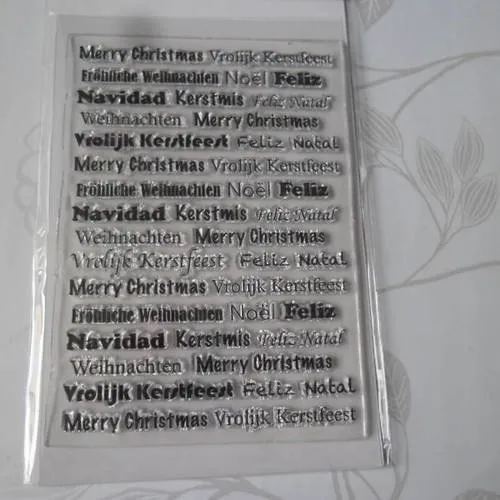 Merry Christmas Vrolijk Kerstfeest
Fröhliche Weihnachten Noël Feliz
Navidad Kerstmis Feliz Natal
Weihnachten Merry Christmas
Vrolijk Kerstfeest Feliz Natal
Merry Christmas Vrolijk Kerstfeest
Fröhliche Weihnachten Noël Feliz
Navidad Kerstmis Feliz Natal
Weihnachten Merry Christmas
Vrolijk Kerstfeest Feliz Natal
Merry Christmas Vrolijk Kerstfeest
Fröhliche Weihnachten Noël Feliz
Navidad Kerstmis Feliz Natal
Weihnachten Merry Christmas
Vrolijk Kerstfeest Feliz Natal
Merry Christmas Vrolijk Kerstfeest